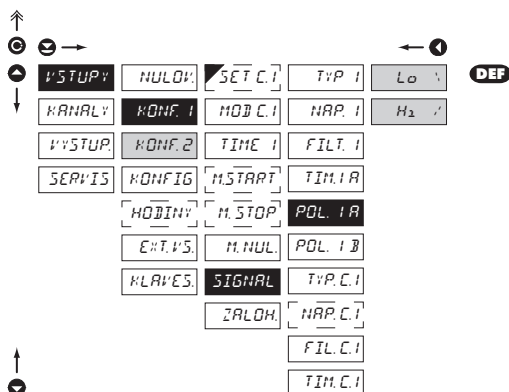 DEF
VSTUPY NULOV. SET C.1 TYP 1 Lo
KANALY KONF. 1 MOD C.1 NAP. 1 Hi
VYSTUP. KONF. 2 TIME 1 FILT. 1
SERVIS KONFIG M.START TIM.1 A
HODINY M.STOP POL. 1 A
EXT.VS. M.NUL. POL. 1 B
KLAVES. SIGNAL TYP.C.1
ZALOH. NAP.C.1
FIL.C.1
TIM.C.1